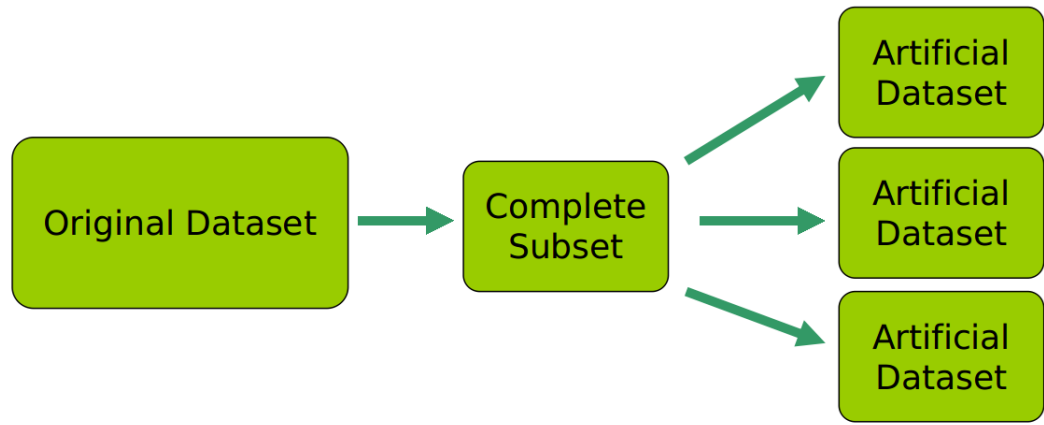 Original Dataset
Complete
Subset
Artificial
Dataset
Artificial
Dataset
Artificial
Dataset